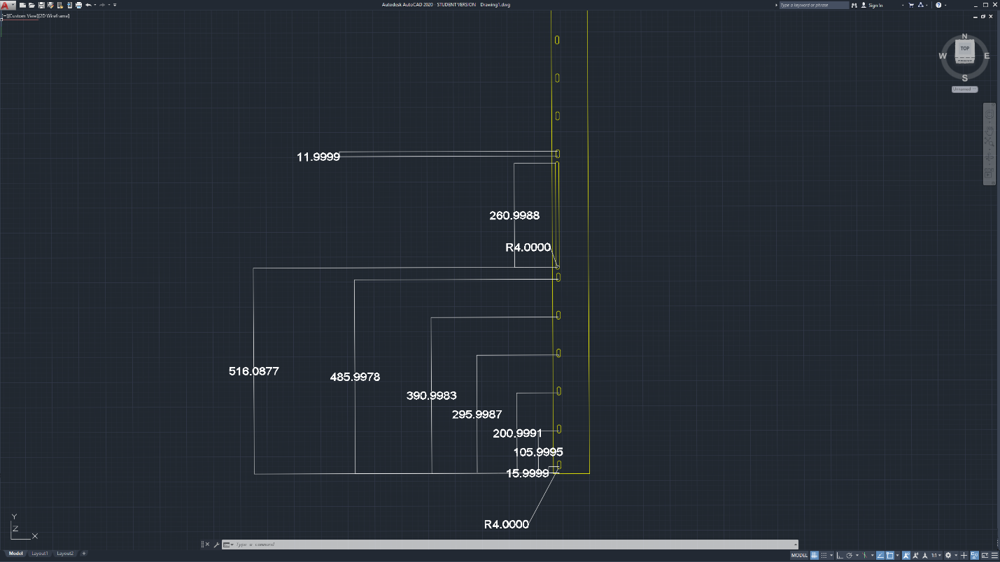 Autodesk AutoCAD 2020 - STUDENT VERSION Drawing1.dwg
Type a keyword or phrase
Sign In
[−][Custom View][2D Wireframe]
N
W
TOP
E
S
Unnamed
11.9999
260.9988
R4.0000
516.0877
485.9978
390.9983
295.9987
200.9991
105.9995
15.9999
R4.0000
Y
Z
X
Type a command
Model
Layout1
Layout2
+
MODEL
1:1